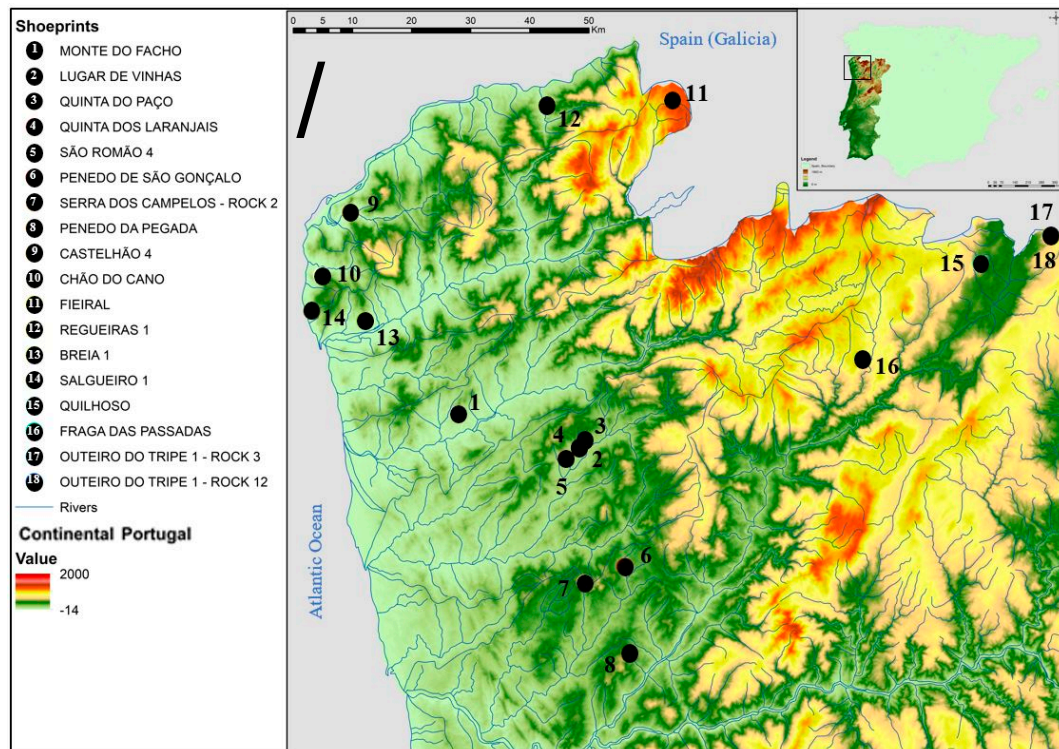 Shoeprints
1 MONTE DO FACHO
2 LUGAR DE VINHAS
3 QUINTA DO PAÇO
4 QUINTA DOS LARANJAIS
5 SÃO ROMÃO 4
6 PENEDO DE SÃO GONÇALO
7 SERRA DOS CAMPELOS - ROCK 2
8 PENEDO DA PEGADA
9 CASTELHÃO 4
10 CHÃO DO CANO
11 FIEIRAL
12 REGUEIRAS 1
13 BREIA 1
14 SALGUEIRO 1
15 QUILHOSO
16 FRAGA DAS PASSADAS
17 OUTEIRO DO TRIPE 1 - ROCK 3
18 OUTEIRO DO TRIPE 1 - ROCK 12
Rivers
Continental Portugal
Value
2000
-14
0 5 10 20 30 40 50
Km
Spain (Galicia)
Atlantic Ocean
Legend
11
12
9
10
14
13
17
15
18
16
1
3
4
2
5
6
7
8